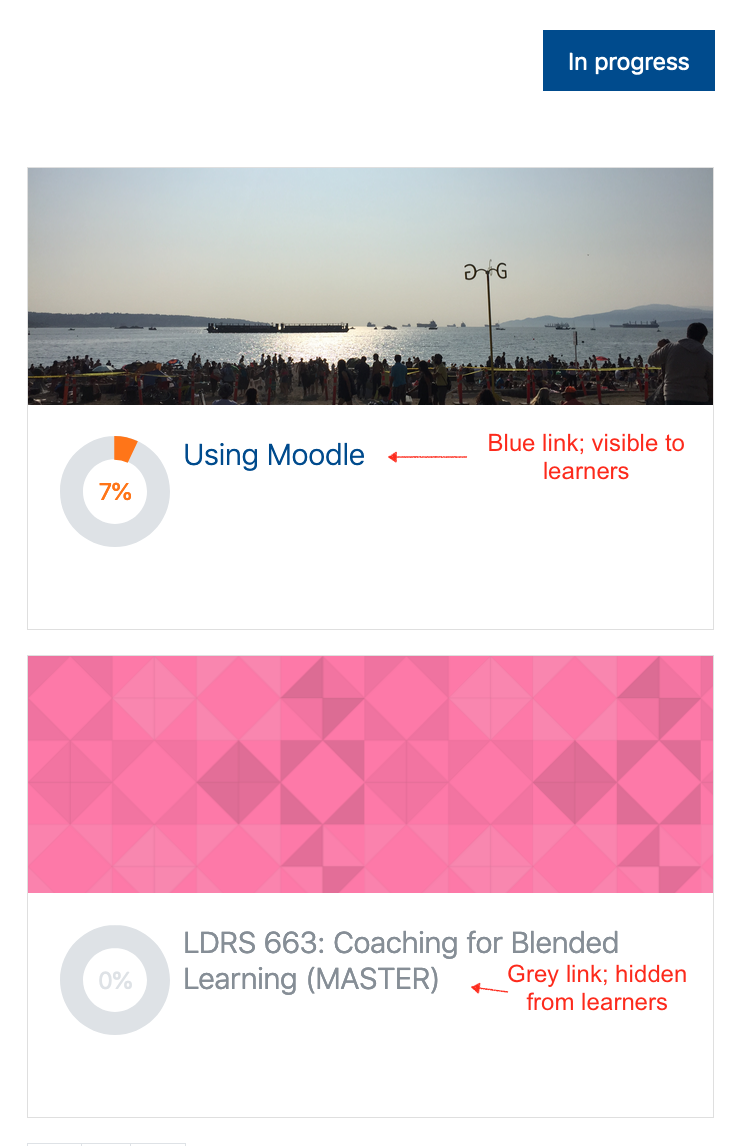 In progress
Using Moodle
Blue link; visible to
learners
7%
LDRS 663: Coaching for Blended
Learning (MASTER)
Grey link; hidden
from learners
0%